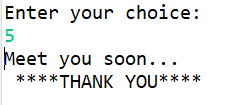 Enter your choice:
5
Meet you soon...
 ****THANK YOU****